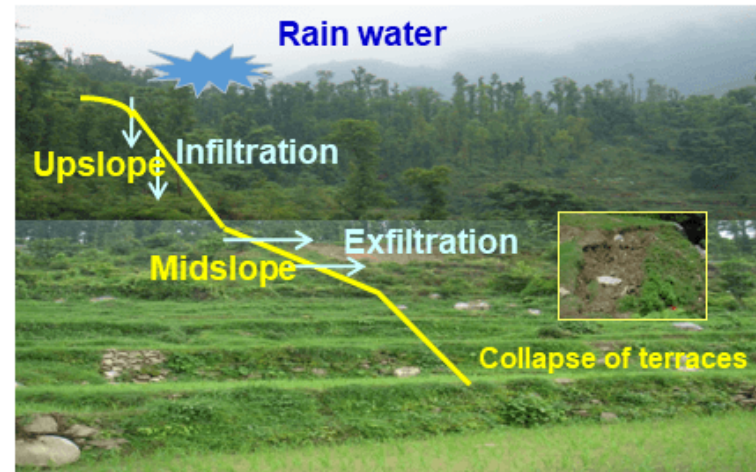 Rain water
Upslope
Infiltration
Exfiltration
Midslope
Collapse of terraces